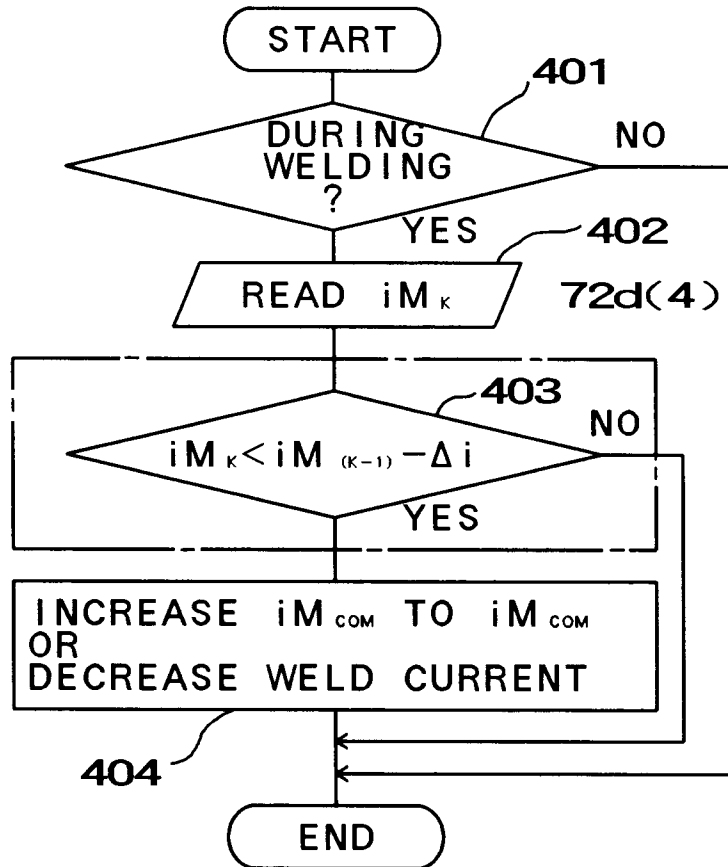 START
401
DURING
WELDING
?
NO
YES
402
READ iMK
72d(4)
403
iMK<iM(K-1)-Δi
NO
YES
INCREASE iMCOM TO iMCOM
OR
DECREASE WELD CURRENT
404
END